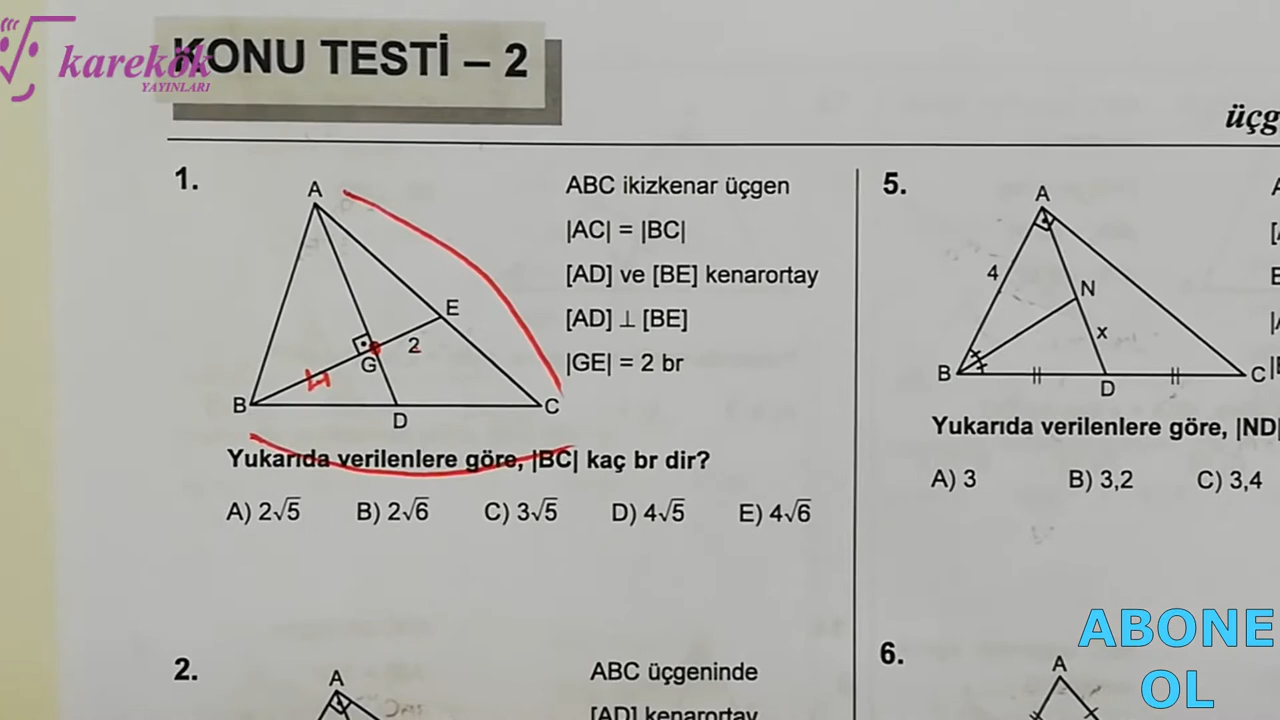 karekök
YAYINLARI
KONU TESTİ – 2
üçg
1.
A
B
C
D
E
G
2
4
ABC ikizkenar üçgen
|AC| = |BC|
[AD] ve [BE] kenarortay
[AD] ⊥ [BE]
|GE| = 2 br
Yukarıda verilenlere göre, |BC| kaç br dir?
A) 2√5 B) 2√6 C) 3√5 D) 4√5 E) 4√6
2.
A
ABC üçgeninde
[AD] kenarortay
5.
A
4
N
x
B
D
C
Yukarıda verilenlere göre, |ND|
A) 3 B) 3,2 C) 3,4
6.
A
ABONE
OL